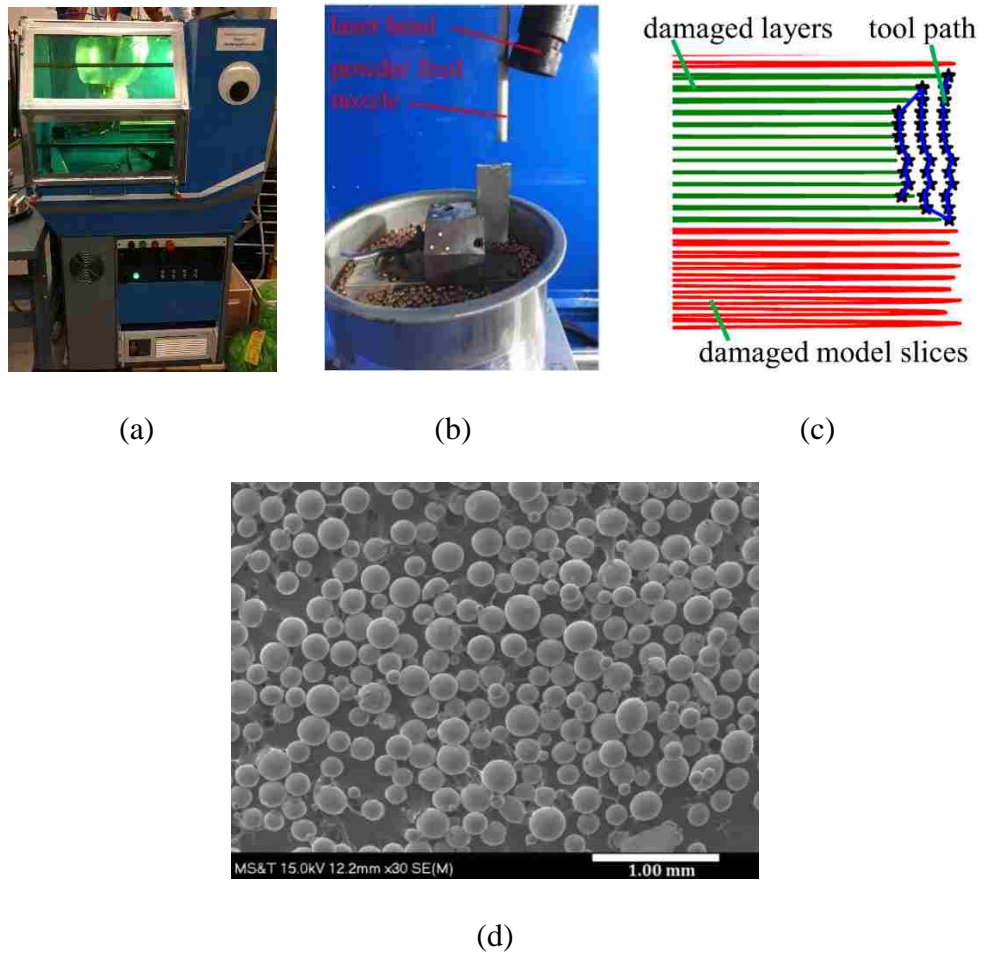 laser head
powder feed
nozzle
damaged layers
tool path
damaged model slices
(a)
(b)
(c)
MS&T 15.0kV 12.2mm x30 SE(M)
1.00 mm
(d)